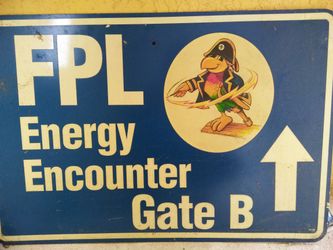 FPL
Energy
Encounter
Gate B